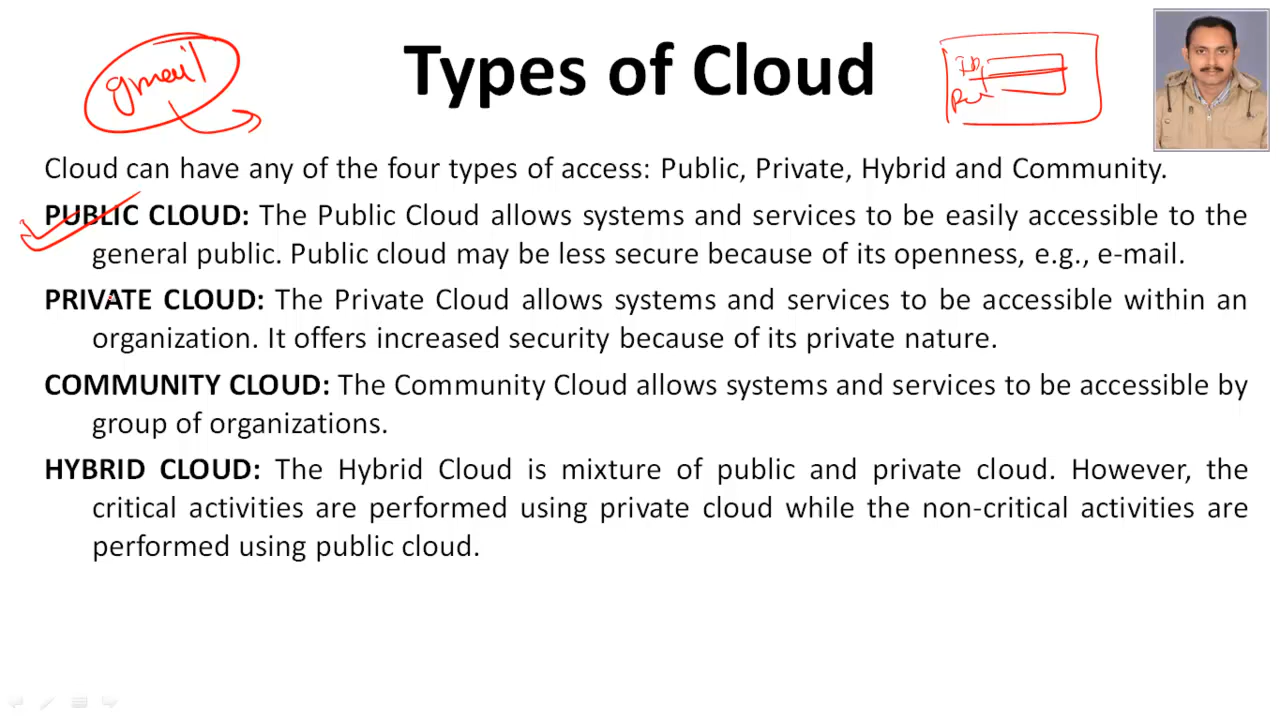 gmail
Types of Cloud
Cloud can have any of the four types of access: Public, Private, Hybrid and Community.
PUBLIC CLOUD: The Public Cloud allows systems and services to be easily accessible to the
general public. Public cloud may be less secure because of its openness, e.g., e-mail.
PRIVATE CLOUD: The Private Cloud allows systems and services to be accessible within an
organization. It offers increased security because of its private nature.
COMMUNITY CLOUD: The Community Cloud allows systems and services to be accessible by
group of organizations.
HYBRID CLOUD: The Hybrid Cloud is mixture of public and private cloud. However, the
critical activities are performed using private cloud while the non-critical activities are
performed using public cloud.